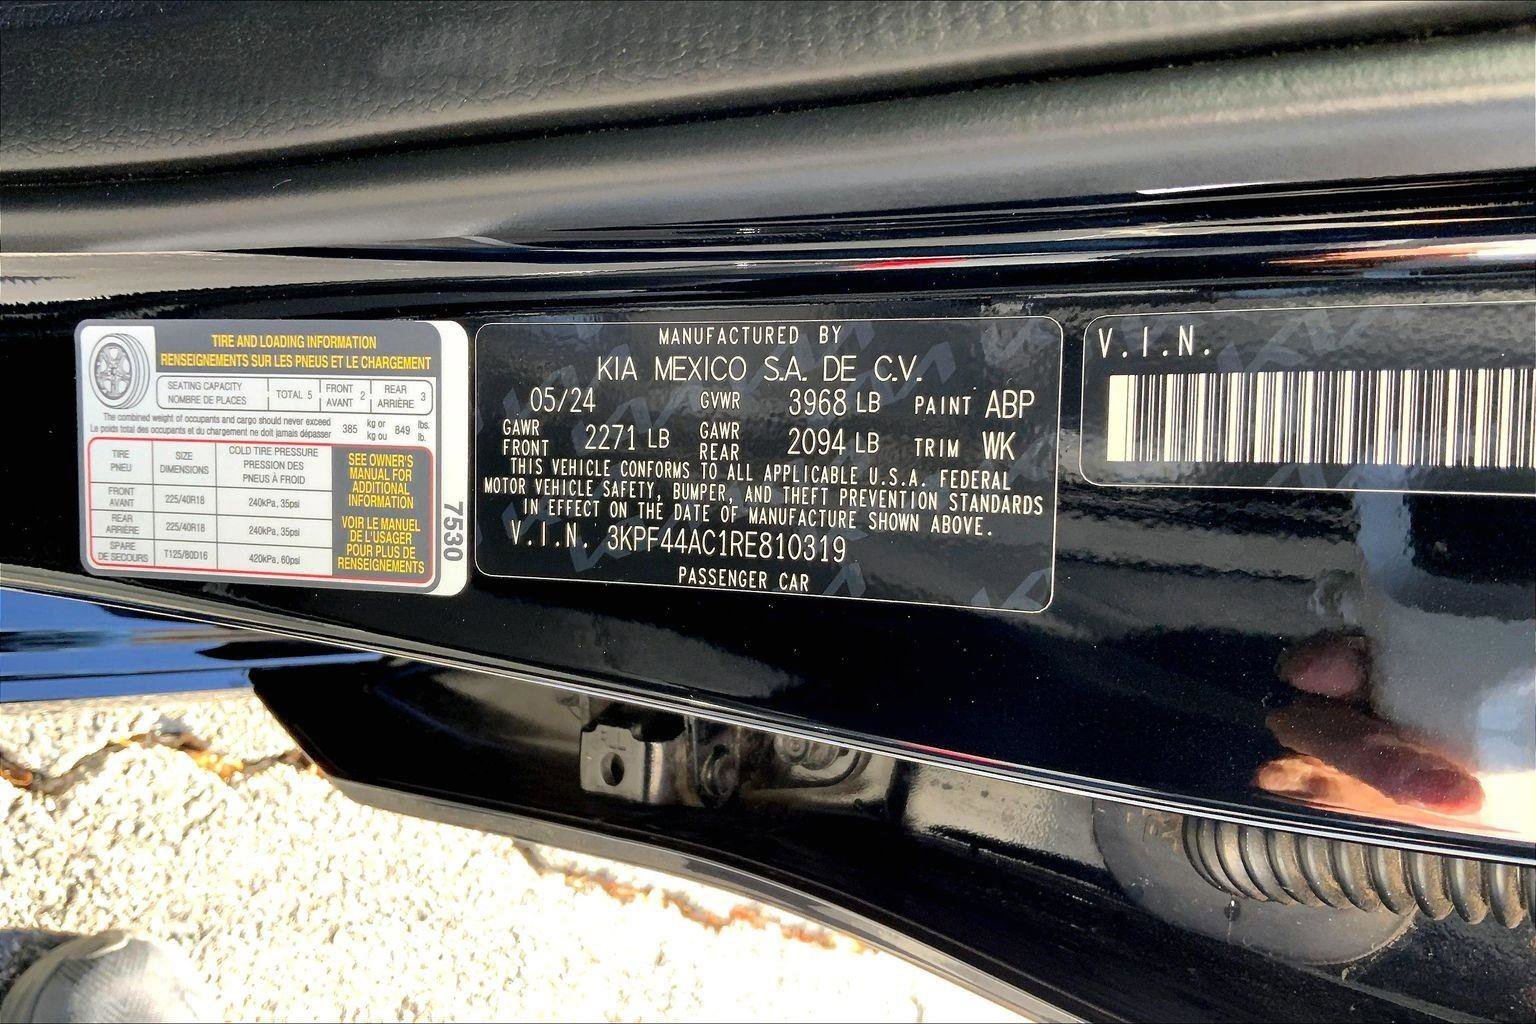 TIRE AND LOADING INFORMATION
RENSEIGNEMENTS SUR LES PNEUS ET LE CHARGEMENT
SEATING CAPACITY
NOMBRE DE PLACES
TOTAL 5
FRONT
AVANT
2
REAR
ARRIÈRE
3
The combined weight of occupants and cargo should never exceed
Le poids total des occupants et du chargement ne doit jamais dépasser
385
kg or
kg ou
849
lbs.
lb.
TIRE
PNEU
SIZE
DIMENSIONS
COLD TIRE PRESSURE
PRESSION DES
PNEUS À FROID
FRONT
AVANT
225/40R18
240kPa, 35psi
REAR
ARRIÈRE
225/40R18
240kPa, 35psi
SPARE
DE SECOURS
T125/80D16
420kPa, 60psi
SEE OWNER'S
MANUAL FOR
ADDITIONAL
INFORMATION
VOIR LE MANUEL
DE L'USAGER
POUR PLUS DE
RENSEIGNEMENTS
7530
MANUFACTURED BY
KIA MEXICO S.A. DE C.V.
05/24 GVWR 3968 LB PAINT ABP
GAWR
FRONT 2271 LB
GAWR
REAR 2094 LB
TRIM WK
THIS VEHICLE CONFORMS TO ALL APPLICABLE U.S.A. FEDERAL
MOTOR VEHICLE SAFETY, BUMPER, AND THEFT PREVENTION STANDARDS
IN EFFECT ON THE DATE OF MANUFACTURE SHOWN ABOVE.
V.I.N. 3KPF44AC1RE810319
PASSENGER CAR
V.I.N.